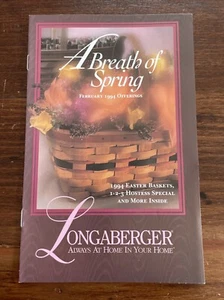 A Breath of
Spring
February 1994 Offerings
1994 Easter Baskets,
1-2-3 Hostess Special
and More Inside
Longaberger®
Always At Home In Your Home™